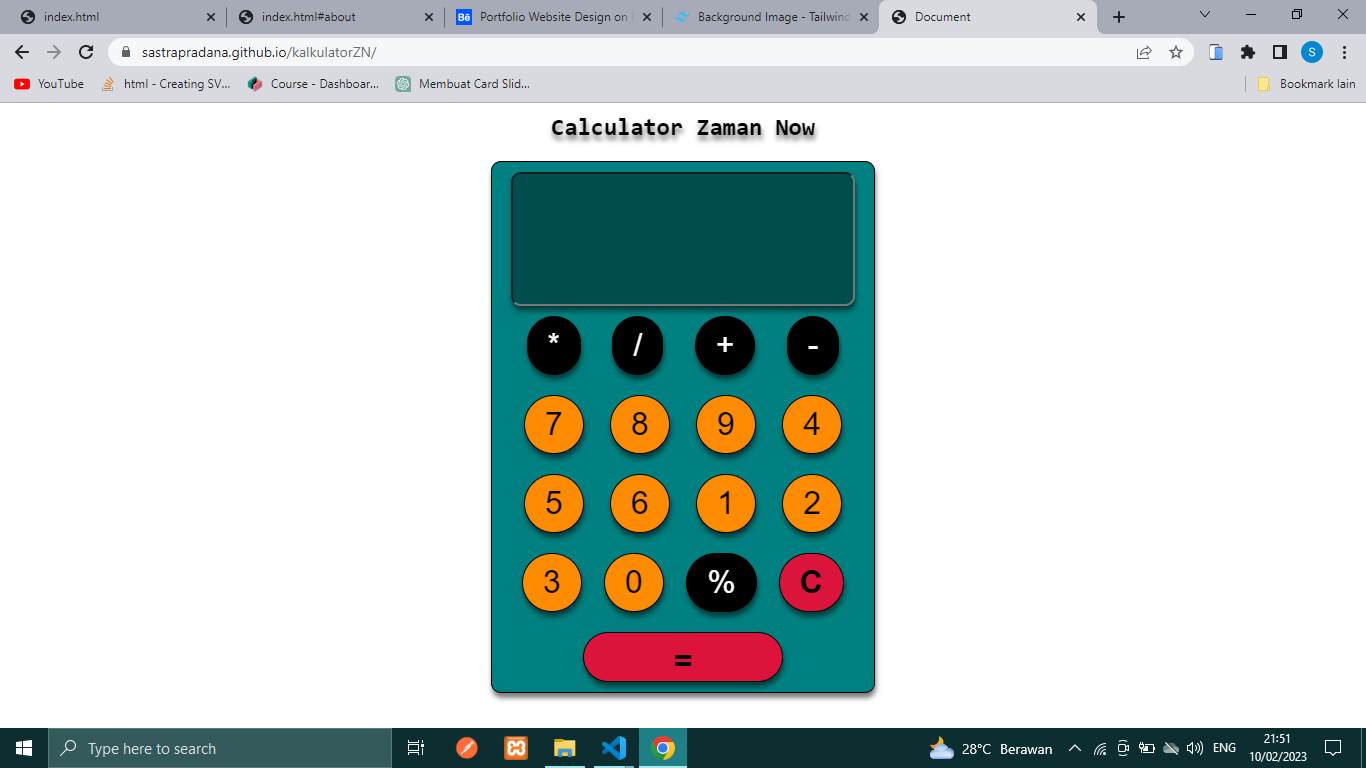 index.html
index.html#about
Portfolio Website Design on
Background Image - Tailwind
Document
sastrapradana.github.io/kalkulatorZN/
S
YouTube
html - Creating SV...
Course - Dashboar...
Membuat Card Slid...
Bookmark lain
Calculator Zaman Now
* / + -
7 8 9 4
5 6 1 2
3 0 % C
=
Type here to search
28°C Berawan
ENG
21:51
10/02/2023